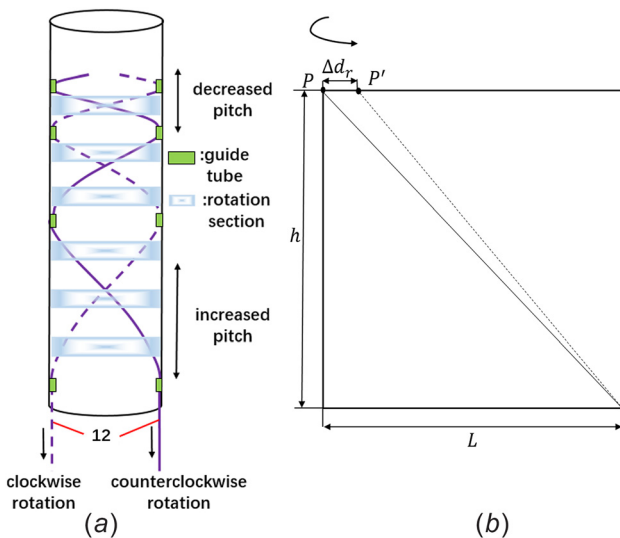 decreased
pitch
:guide
tube
:rotation
section
increased
pitch
12
clockwise
rotation
counterclockwise
rotation
(a)
Δd_r
P
P′
h
L
(b)